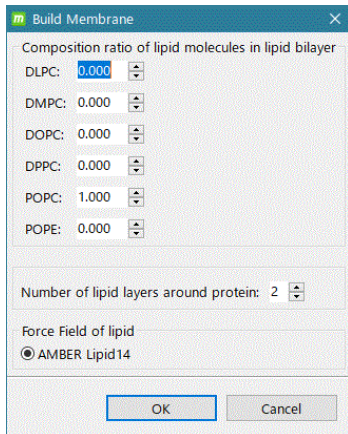 m Build Membrane
Composition ratio of lipid molecules in lipid bilayer
DLPC: 0.000
DMPC: 0.000
DOPC: 0.000
DPPC: 0.000
POPC: 1.000
POPE: 0.000
Number of lipid layers around protein: 2
Force Field of lipid
AMBER Lipid14
OK Cancel